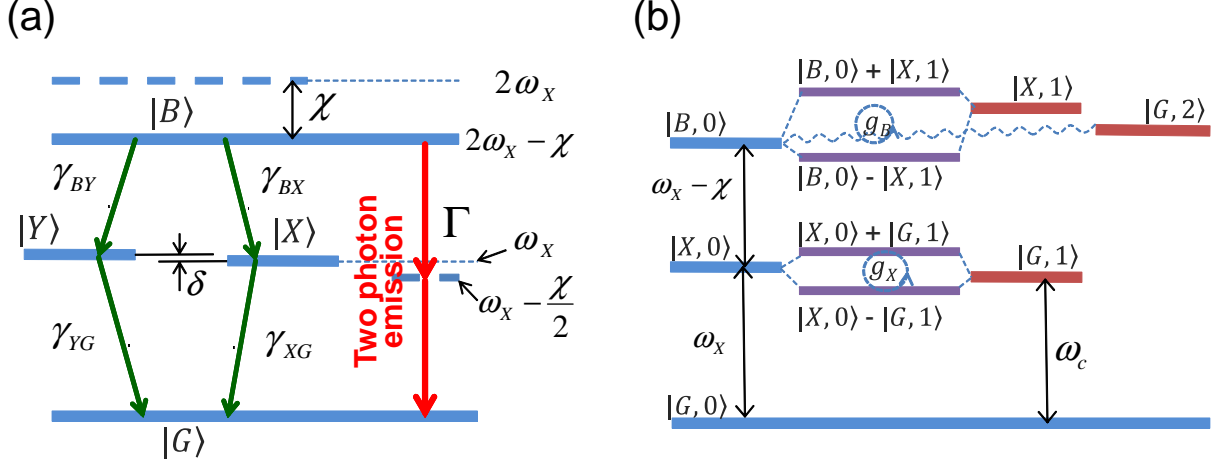 (a)
2ω_X
χ
|B⟩
2ω_X − χ
γ_BY
γ_BX
|Y⟩
|X⟩
δ
Γ
ω_X
ω_X − χ/2
Two photon
emission
γ_YG
γ_XG
|G⟩
(b)
|B, 0⟩ + |X, 1⟩
|X, 1⟩
|B, 0⟩
g_B
|G, 2⟩
|B, 0⟩ - |X, 1⟩
ω_X − χ
|X, 0⟩ + |G, 1⟩
|X, 0⟩
g_X
|G, 1⟩
|X, 0⟩ - |G, 1⟩
ω_X
ω_c
|G, 0⟩